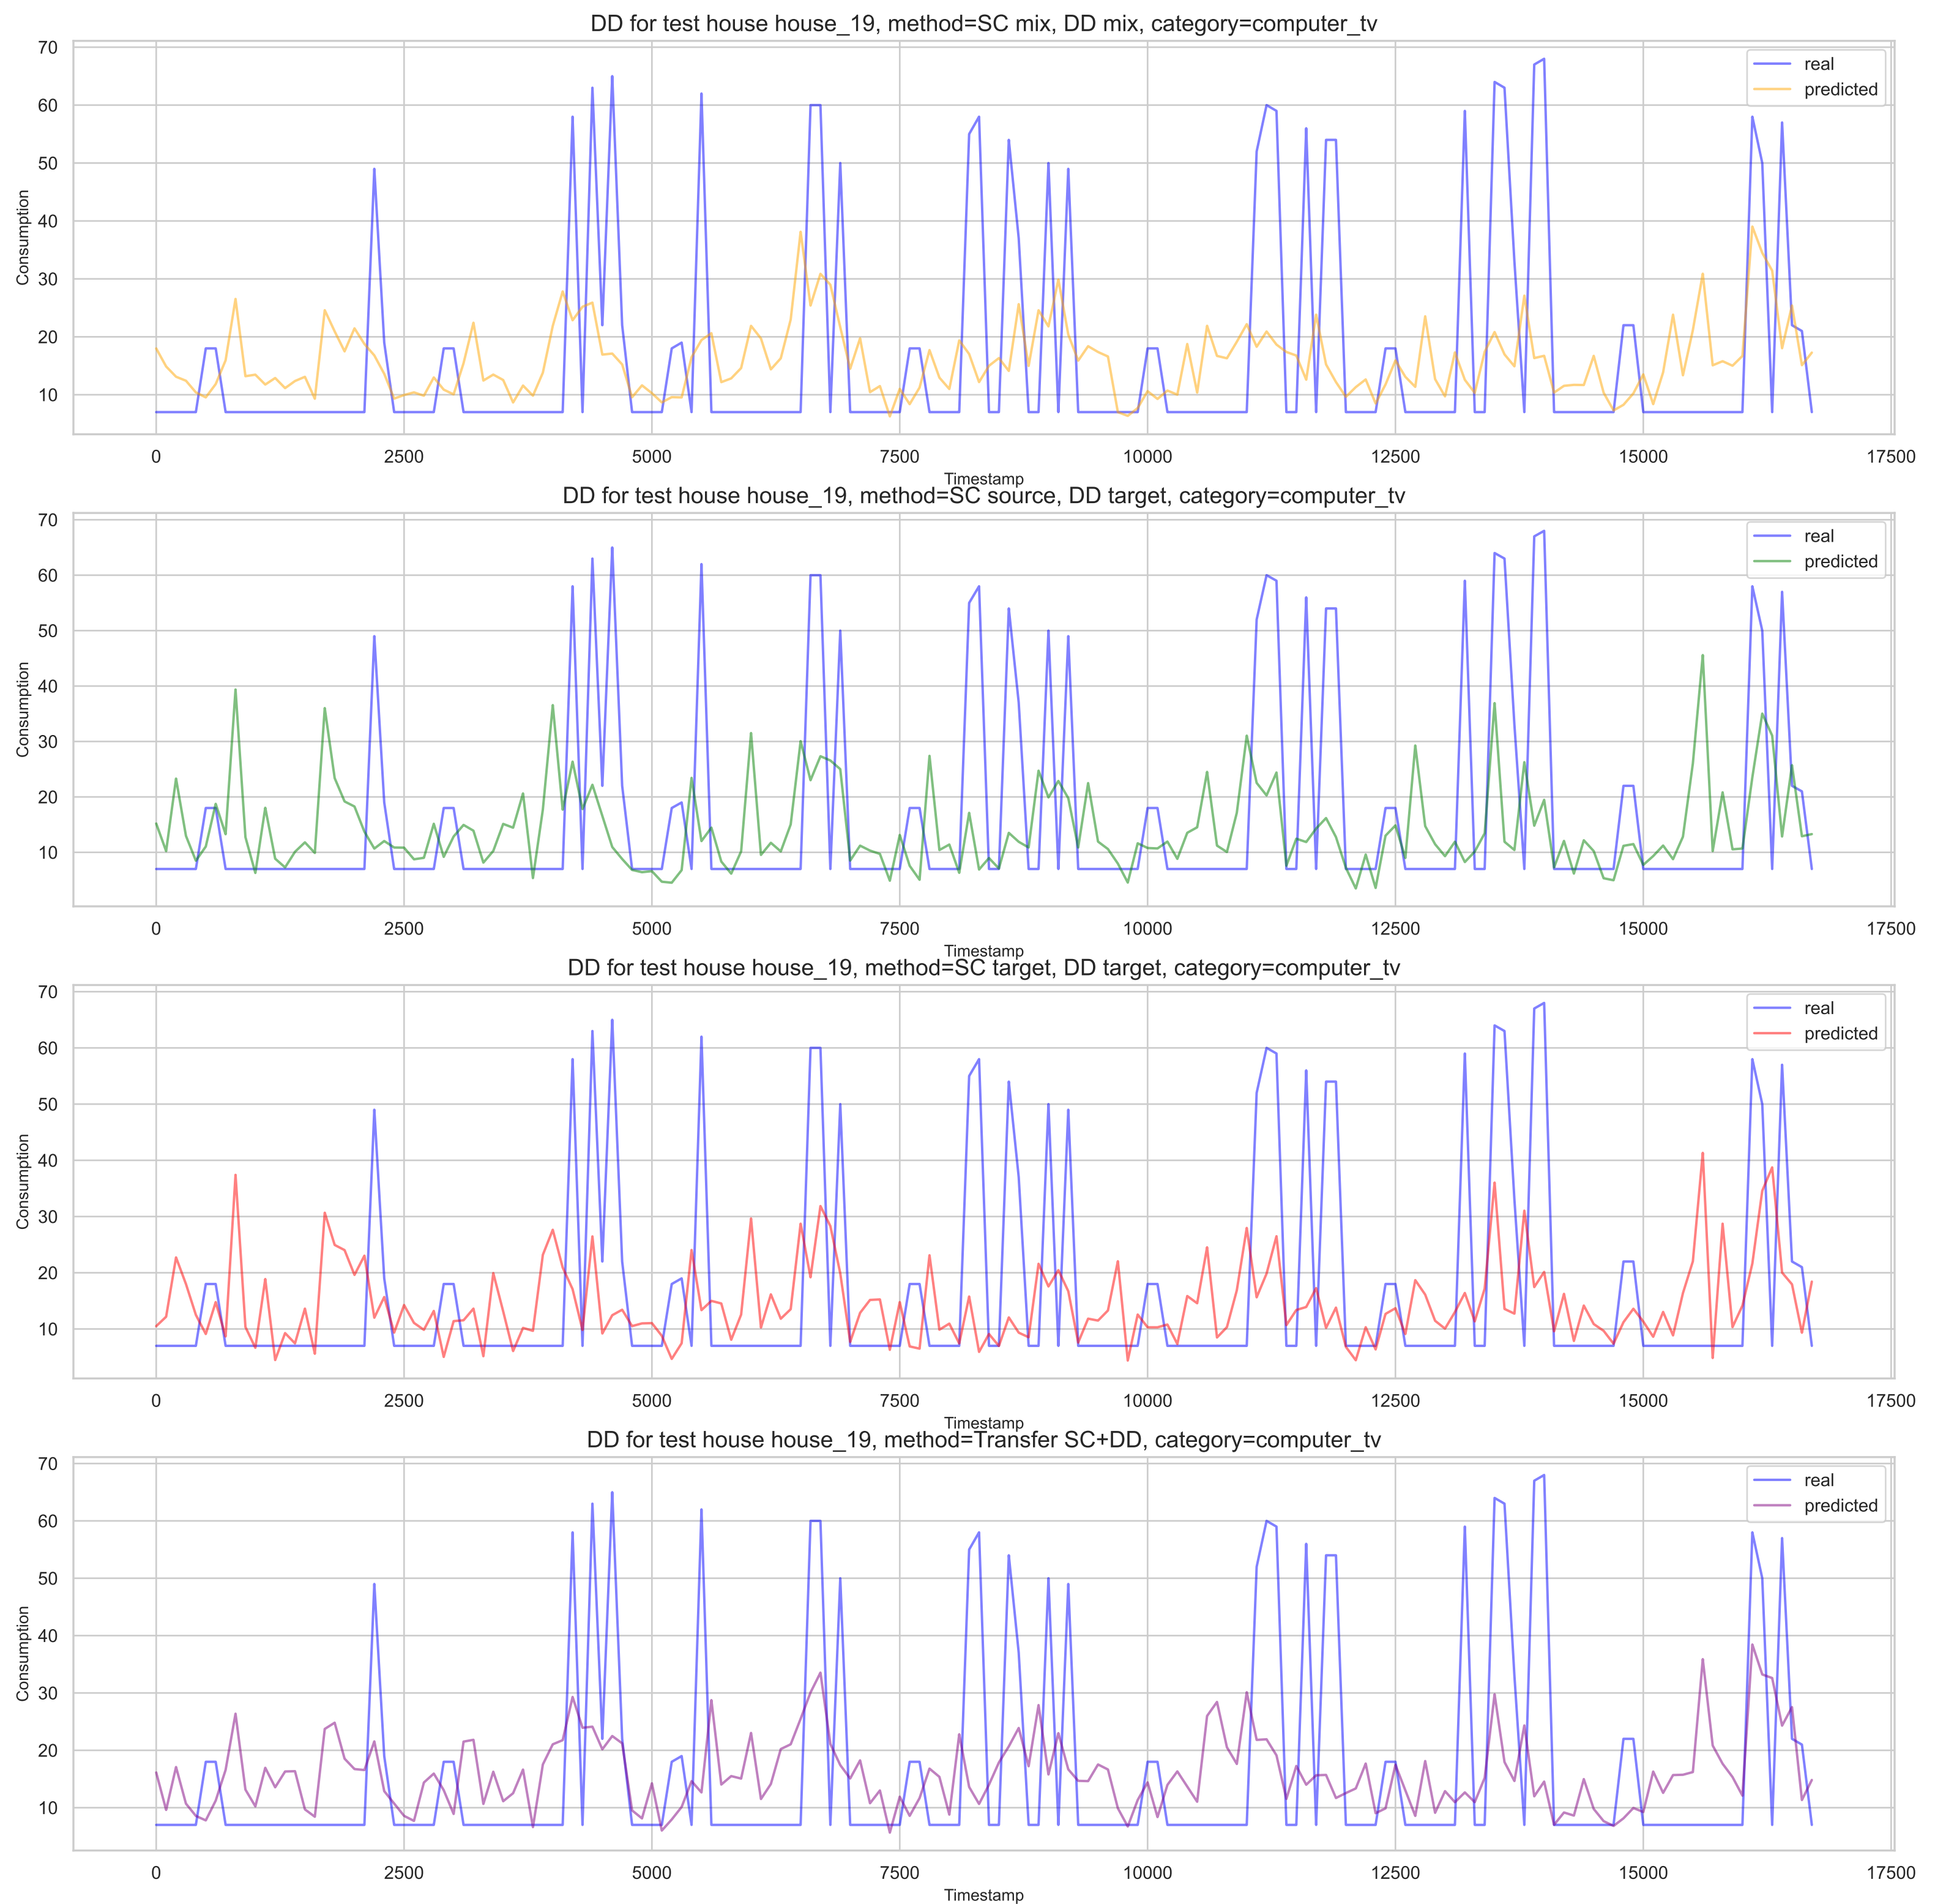 DD for test house house_19, method=SC mix, DD mix, category=computer_tv
70
60
50
40
30
20
10
Consumption
real
predicted
0 2500 5000 7500 10000 12500 15000 17500
Timestamp
DD for test house house_19, method=SC source, DD target, category=computer_tv
70
60
50
40
30
20
10
Consumption
real
predicted
0 2500 5000 7500 10000 12500 15000 17500
Timestamp
DD for test house house_19, method=SC target, DD target, category=computer_tv
70
60
50
40
30
20
10
Consumption
real
predicted
0 2500 5000 7500 10000 12500 15000 17500
Timestamp
DD for test house house_19, method=Transfer SC+DD, category=computer_tv
70
60
50
40
30
20
10
Consumption
real
predicted
0 2500 5000 7500 10000 12500 15000 17500
Timestamp